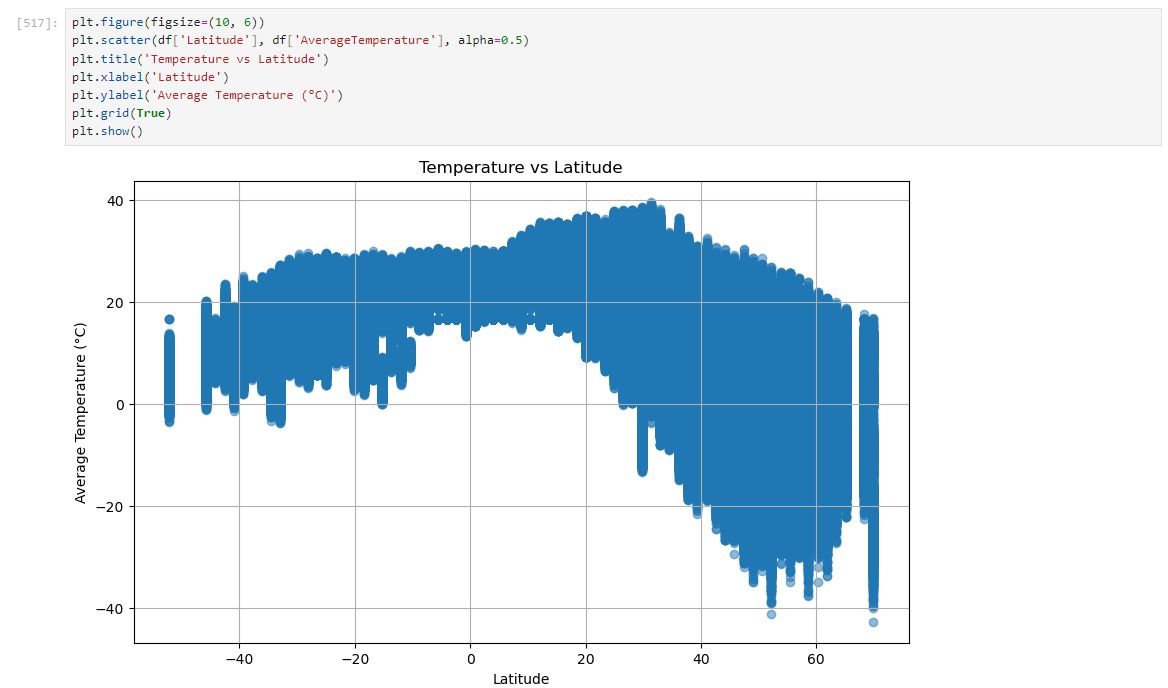 [517]:
plt.figure(figsize=(10, 6))
plt.scatter(df['Latitude'], df['AverageTemperature'], alpha=0.5)
plt.title('Temperature vs Latitude')
plt.xlabel('Latitude')
plt.ylabel('Average Temperature (°C)')
plt.grid(True)
plt.show()
Temperature vs Latitude
Average Temperature (°C)
40
20
0
−20
−40
−40 −20 0 20 40 60
Latitude